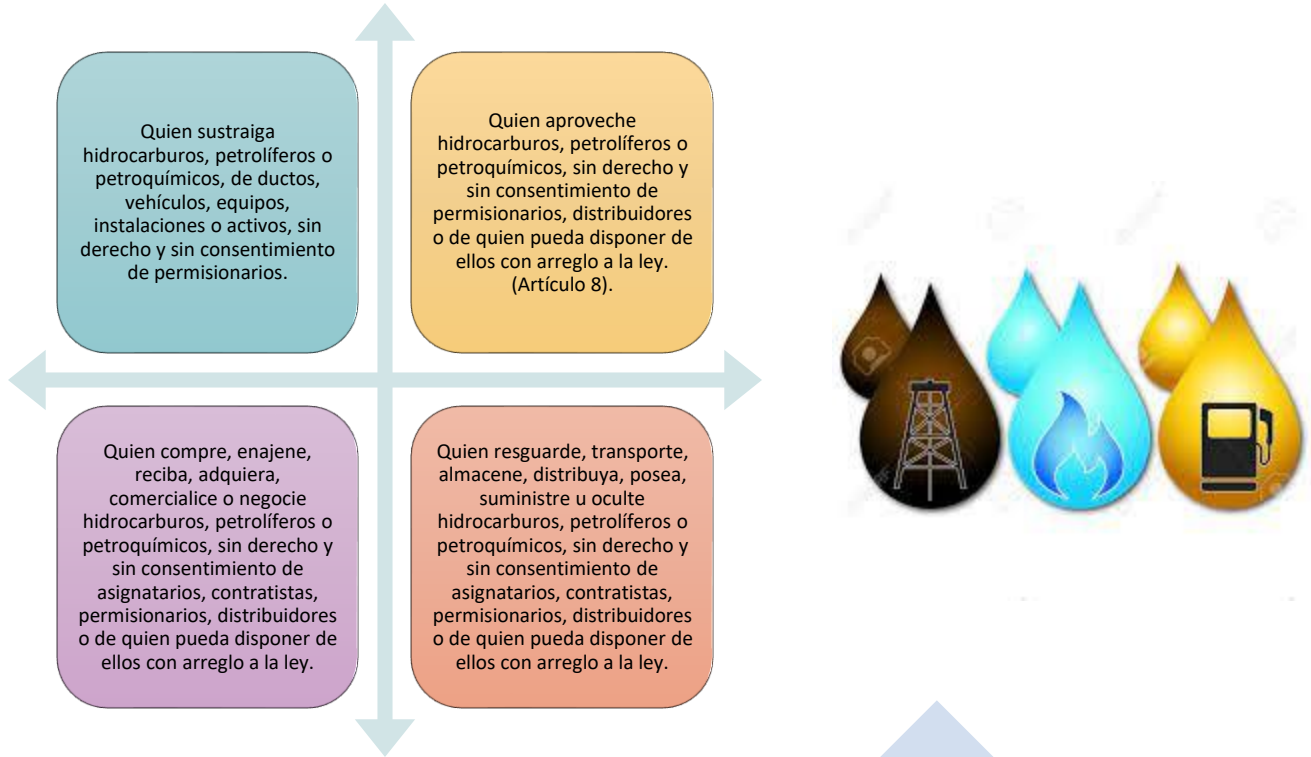 Quien sustraiga
hidrocarburos, petrolíferos o
petroquímicos, de ductos,
vehículos, equipos,
instalaciones o activos, sin
derecho y sin consentimiento
de permisionarios.
Quien aproveche
hidrocarburos, petrolíferos o
petroquímicos, sin derecho y
sin consentimiento de
permisionarios, distribuidores
o de quien pueda disponer de
ellos con arreglo a la ley.
(Artículo 8).
Quien compre, enajene,
reciba, adquiera,
comercialice o negocie
hidrocarburos, petrolíferos o
petroquímicos, sin derecho y
sin consentimiento de
asignatarios, contratistas,
permisionarios, distribuidores
o de quien pueda disponer de
ellos con arreglo a la ley.
Quien resguarde, transporte,
almacene, distribuya, posea,
suministre u oculte
hidrocarburos, petrolíferos o
petroquímicos, sin derecho y
sin consentimiento de
asignatarios, contratistas,
permisionarios, distribuidores
o de quien pueda disponer de
ellos con arreglo a la ley.